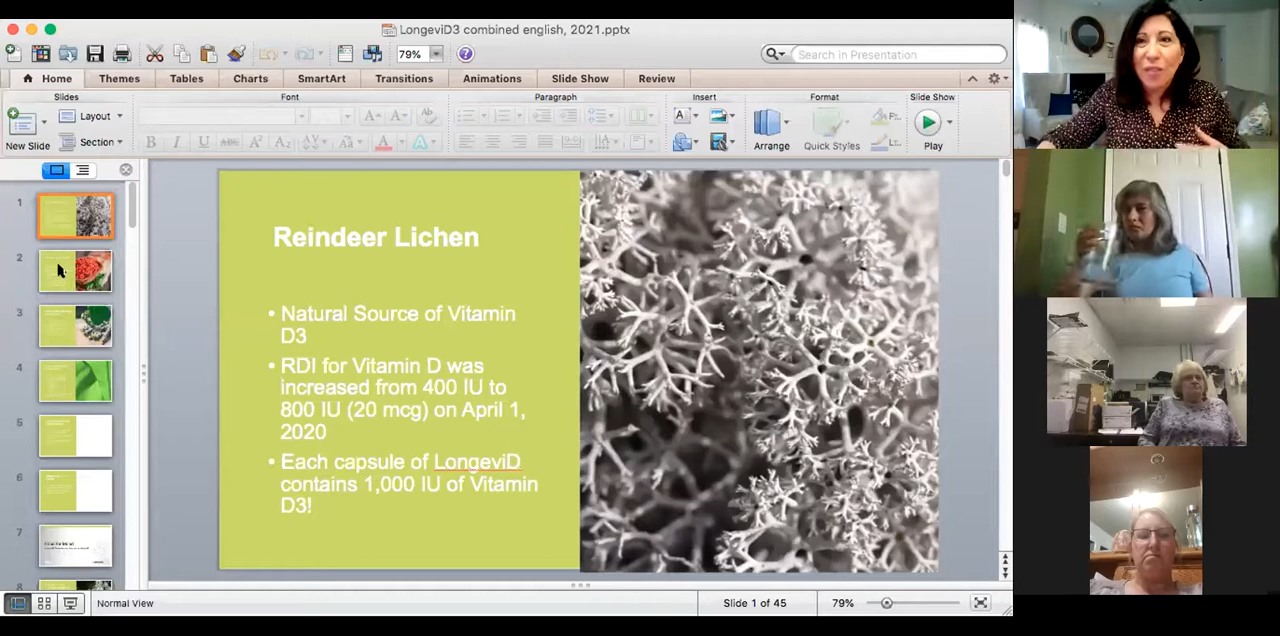 LongeviD3 combined english, 2021.pptx
79%
Search in Presentation
Home
Themes
Tables
Charts
SmartArt
Transitions
Animations
Slide Show
Review
Slides
Font
Paragraph
Insert
Format
Slide Show
New Slide
Layout
Section
Arrange
Quick Styles
Play
1
2
3
4
5
6
7
8
Reindeer Lichen
• Natural Source of Vitamin
D3
• RDI for Vitamin D was
increased from 400 IU to
800 IU (20 mcg) on April 1,
2020
• Each capsule of LongeviD
contains 1,000 IU of Vitamin
D3!
Normal View
Slide 1 of 45
79%